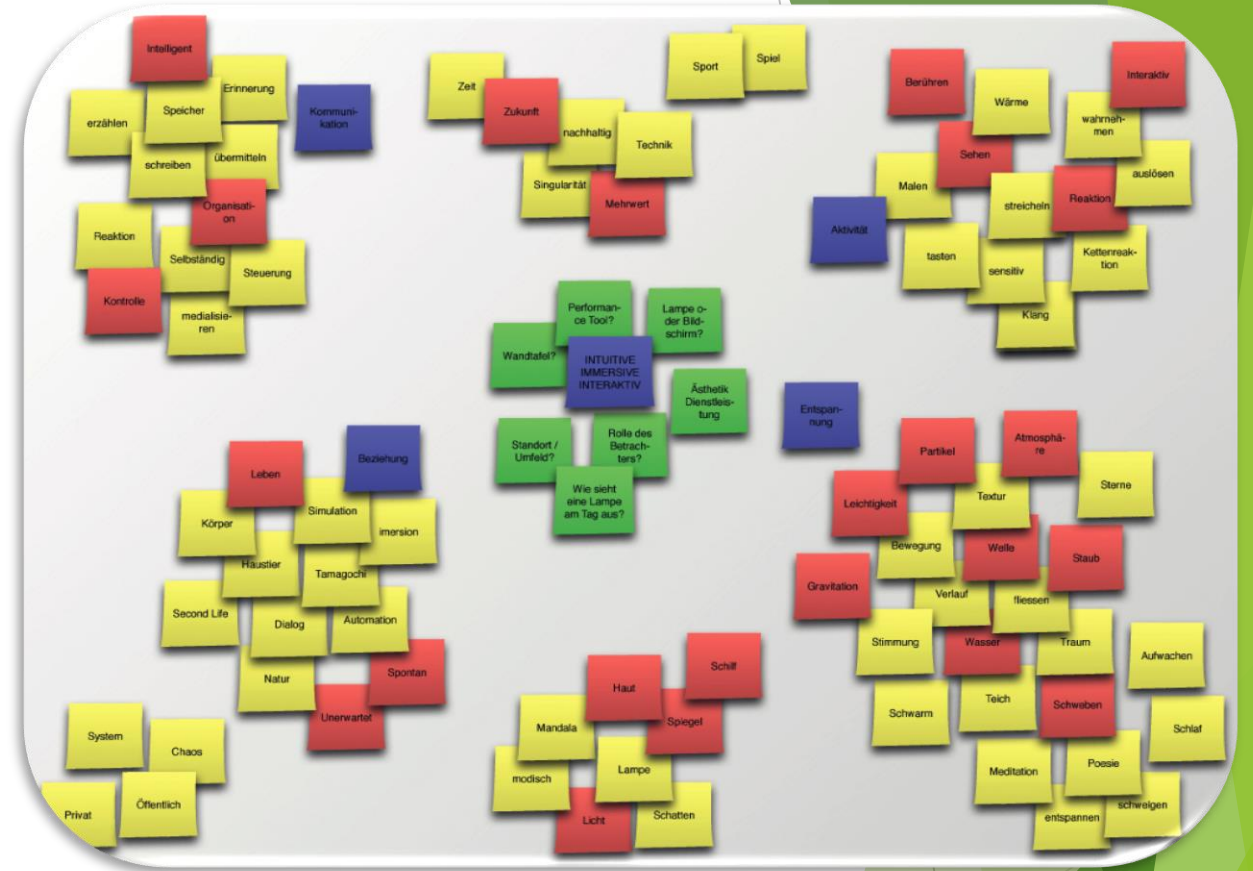 Intelligent
Erinnerung
Speicher
erzählen
Kommuni-
kation
schreiben
übermitteln
Organisati-
on
Reaktion
Selbständig
Steuerung
Kontrolle
medialisie-
ren
Zeit
Zukunft
nachhaltig
Technik
Singularität
Mehrwert
Sport
Spiel
Berühren
Wärme
Interaktiv
wahrneh-
men
Sehen
auslösen
Malen
streicheln
Reaktion
Aktivität
tasten
sensitiv
Kettenreak-
tion
Klang
Performan-
ce Tool?
Lampe o-
der Bild-
schirm?
Wandtafel?
INTUITIVE
IMMERSIVE
INTERAKTIV
Ästhetik
Dienstleis-
tung
Standort /
Umfeld?
Rolle des
Betrach-
ters?
Wie sieht
eine Lampe
am Tag aus?
Entspan-
nung
Leben
Beziehung
Körper
Simulation
imersion
Haustier
Tamagochi
Second Life
Dialog
Automation
Natur
Spontan
Unerwartet
System
Chaos
Privat
Öffentlich
Haut
Schilf
Mandala
Spiegel
modisch
Lampe
Licht
Schatten
Partikel
Atmosphä-
re
Leichtigkeit
Textur
Sterne
Bewegung
Welle
Staub
Gravitation
Verlauf
fliessen
Stimmung
Wasser
Traum
Aufwachen
Schwarm
Teich
Schweben
Schlaf
Meditation
Poesie
entspannen